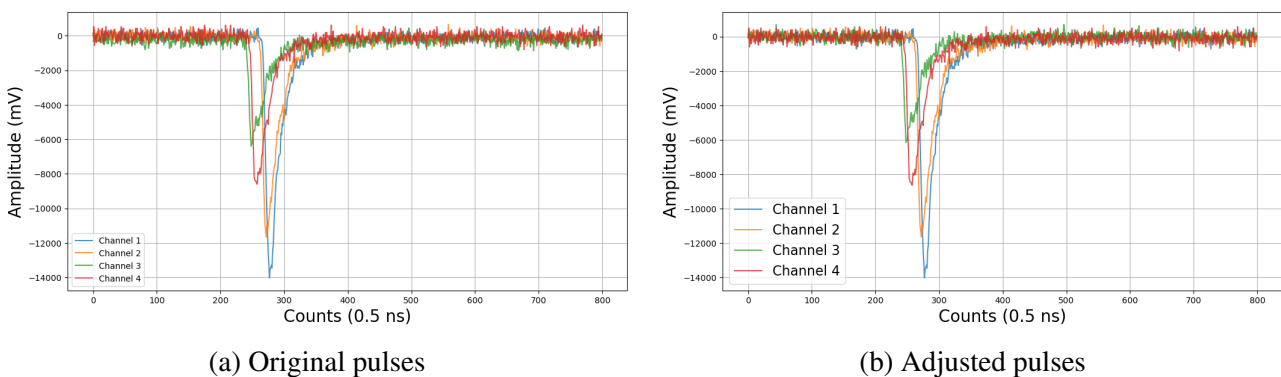 0
−2000
−4000
−6000
−8000
−10000
−12000
−14000
Amplitude (mV)
Channel 1
Channel 2
Channel 3
Channel 4
0 100 200 300 400 500 600 700 800
Counts (0.5 ns)
(a) Original pulses
0
−2000
−4000
−6000
−8000
−10000
−12000
−14000
Amplitude (mV)
Channel 1
Channel 2
Channel 3
Channel 4
0 100 200 300 400 500 600 700 800
Counts (0.5 ns)
(b) Adjusted pulses